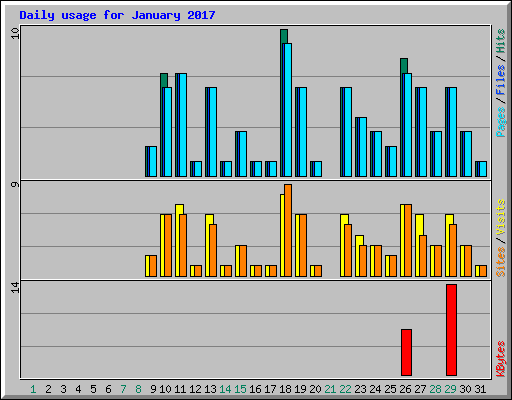 Daily usage for January 2017
10
9
14
Pages / Files / Hits
Sites / Visits
KBytes
1 2 3 4 5 6 7 8 9 10 11 12 13 14 15 16 17 18 19 20 21 22 23 24 25 26 27 28 29 30 31